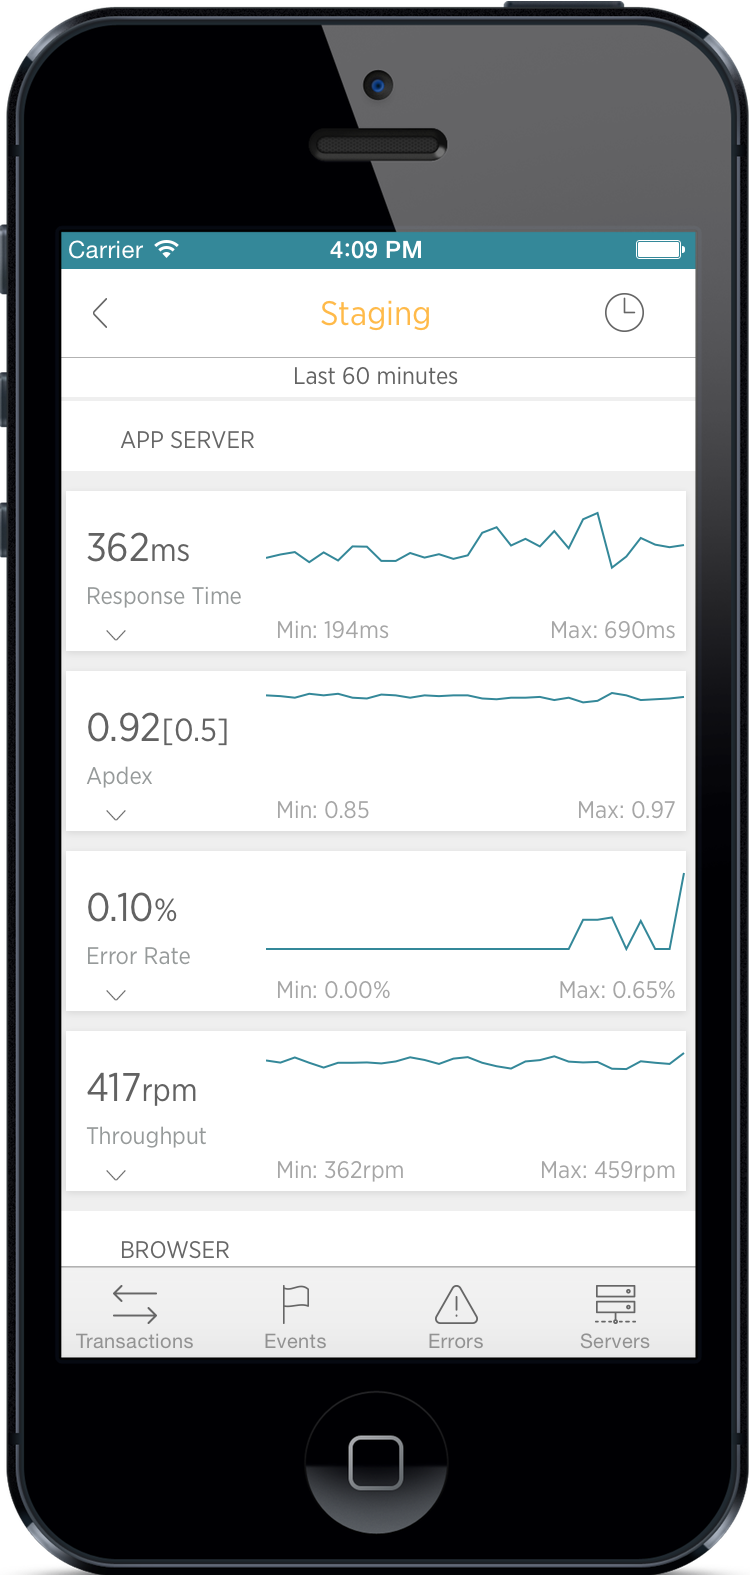 Carrier 4:09 PM
Staging
Last 60 minutes
APP SERVER
362ms
Response Time
Min: 194ms Max: 690ms
0.92[0.5]
Apdex
Min: 0.85 Max: 0.97
0.10%
Error Rate
Min: 0.00% Max: 0.65%
417rpm
Throughput
Min: 362rpm Max: 459rpm
BROWSER
Transactions Events Errors Servers